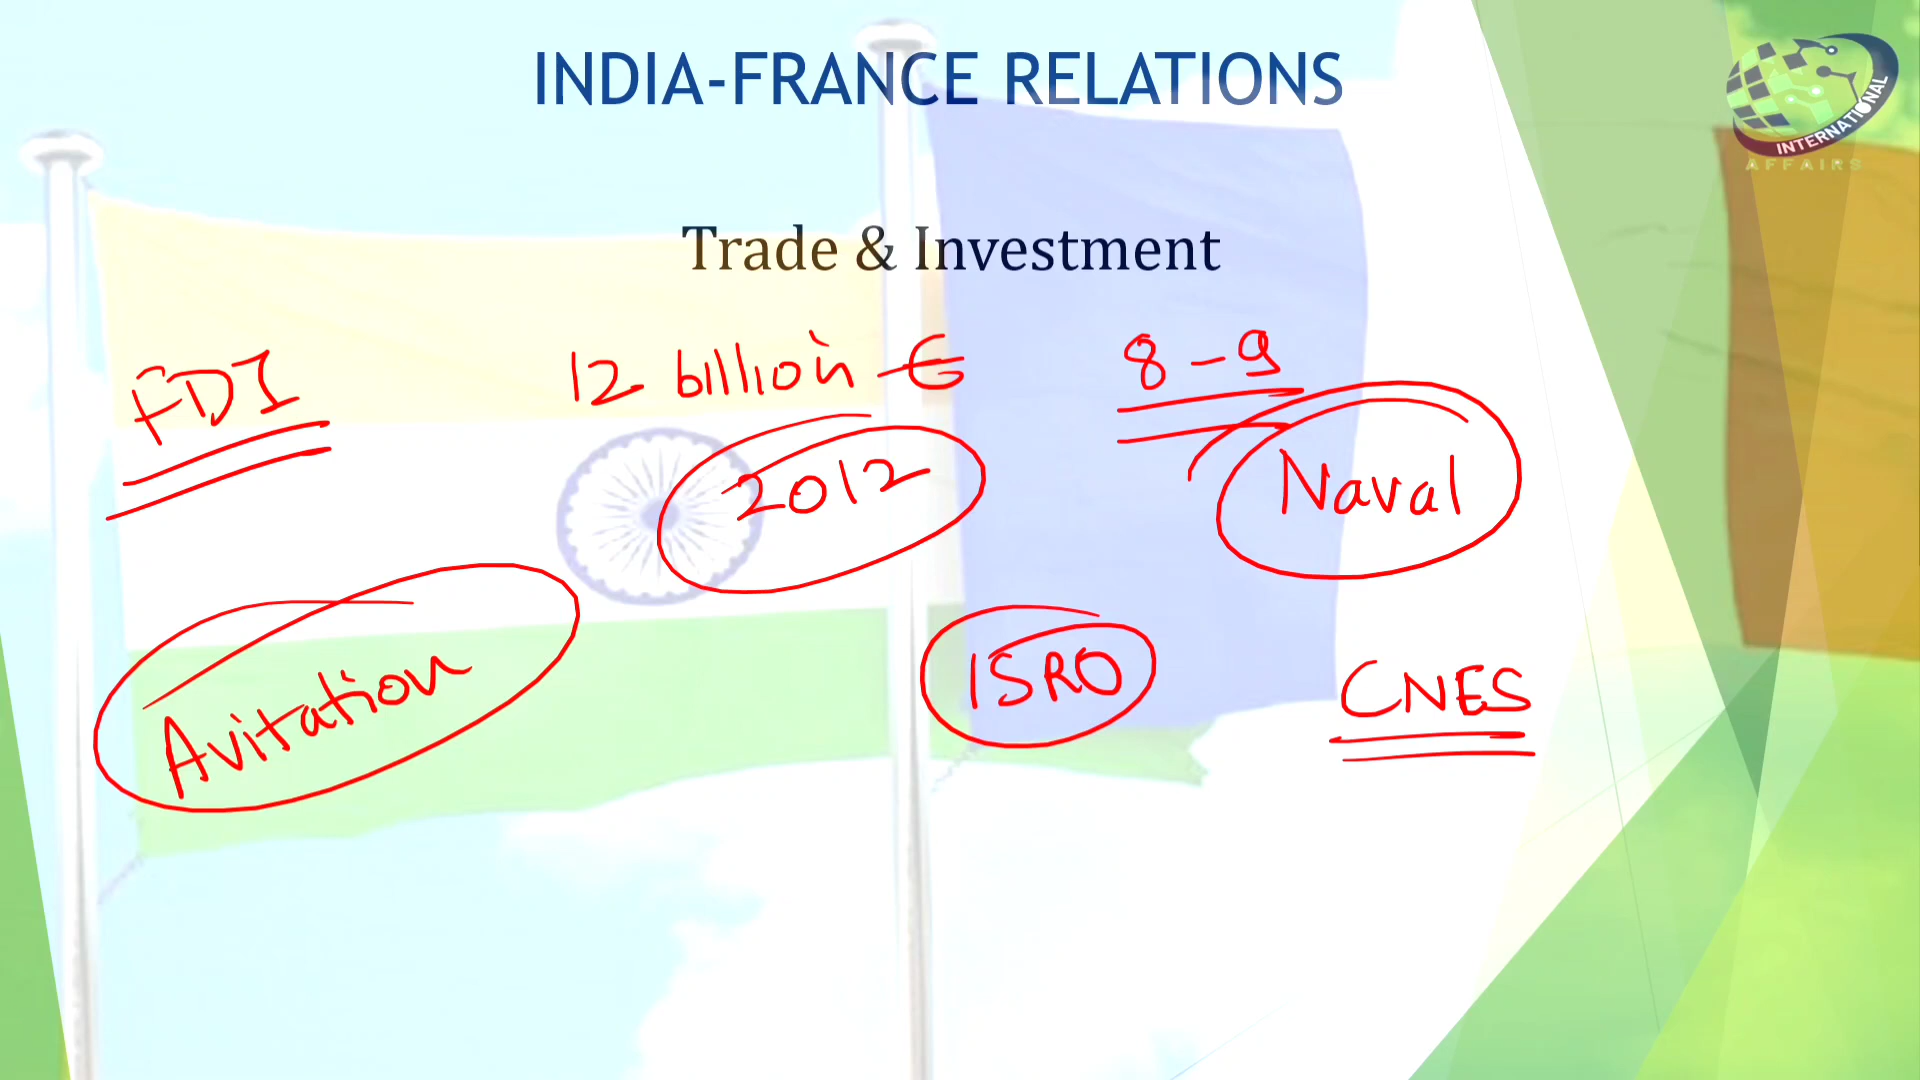 INDIA-FRANCE RELATIONS
INTERNATIONAL
AFFAIRS
Trade & Investment
FDI
12 billion €
8-9
2012
Naval
Avitation
ISRO
CNES